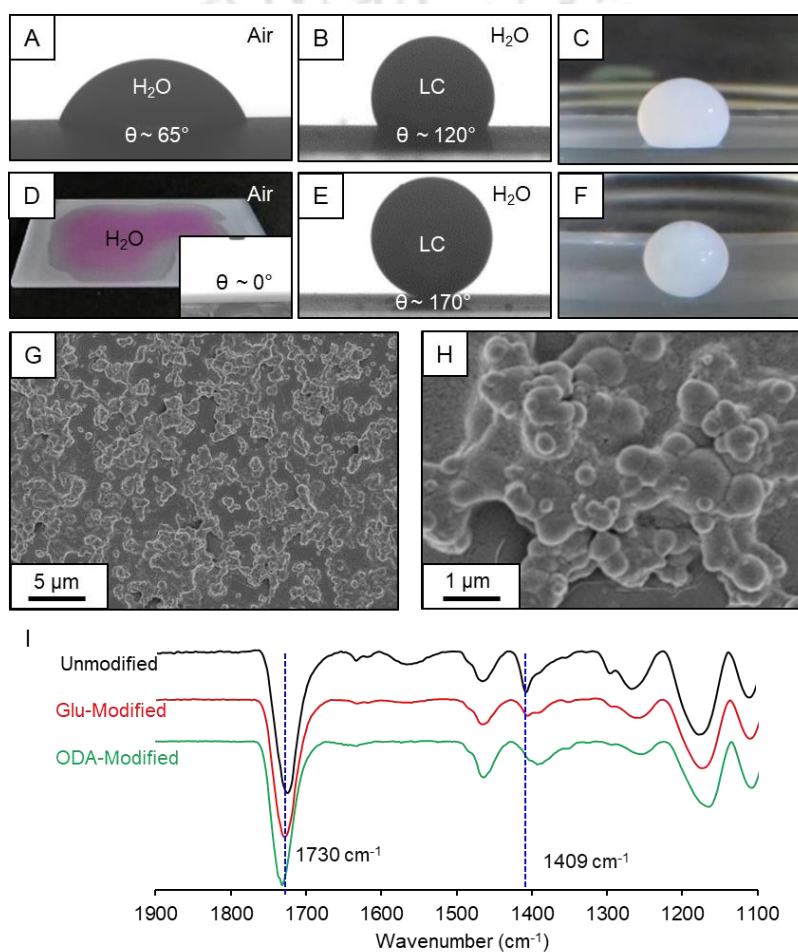 A
Air
H₂O
θ ~ 65°
B
H₂O
LC
θ ~ 120°
C
D
Air
H₂O
θ ~ 0°
E
H₂O
LC
θ ~ 170°
F
G
5 µm
H
1 µm
I
Unmodified
Glu-Modified
ODA-Modified
1730 cm⁻¹
1409 cm⁻¹
1900 1800 1700 1600 1500 1400 1300 1200 1100
Wavenumber (cm⁻¹)